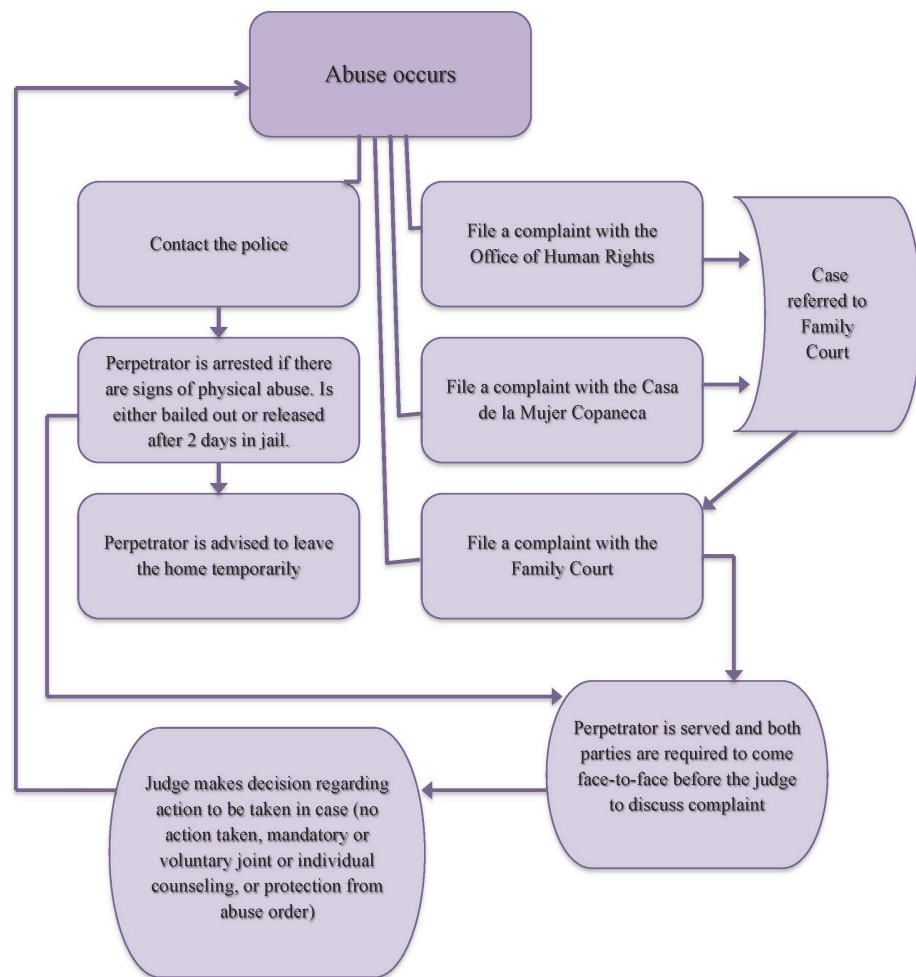 Abuse occurs
Contact the police
File a complaint with the
Office of Human Rights
Case
referred to
Family
Court
Perpetrator is arrested if there
are signs of physical abuse. Is
either bailed out or released
after 2 days in jail.
File a complaint with the Casa
de la Mujer Copaneca
Perpetrator is advised to leave
the home temporarily
File a complaint with the
Family Court
Perpetrator is served and both
parties are required to come
face-to-face before the judge
to discuss complaint
Judge makes decision regarding
action to be taken in case (no
action taken, mandatory or
voluntary joint or individual
counseling, or protection from
abuse order)